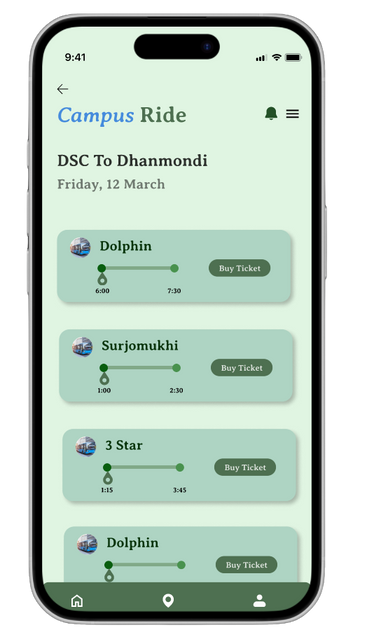 9:41
Campus Ride
DSC To Dhanmondi
Friday, 12 March
Dolphin
Buy Ticket
6:00 7:30
Surjomukhi
Buy Ticket
1:00 2:30
3 Star
Buy Ticket
1:15 3:45
Dolphin
Buy Ticket